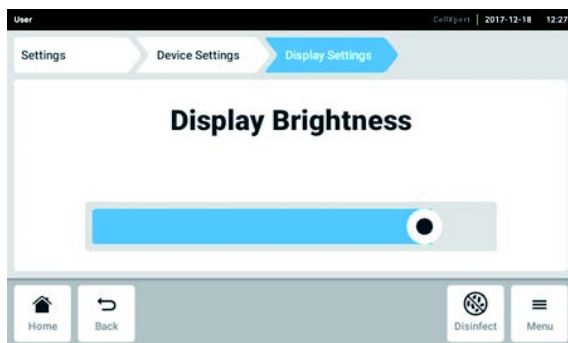 User CellXpert | 2017-12-18 12:27
Settings Device Settings Display Settings
Display Brightness
Home Back Disinfect Menu